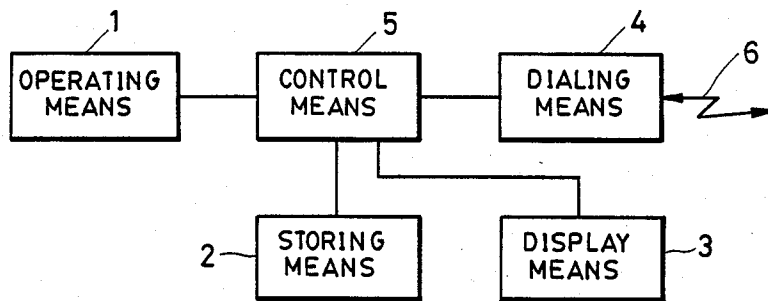 1
5
4
6
OPERATING
MEANS
CONTROL
MEANS
DIALING
MEANS
2
STORING
MEANS
DISPLAY
MEANS
3